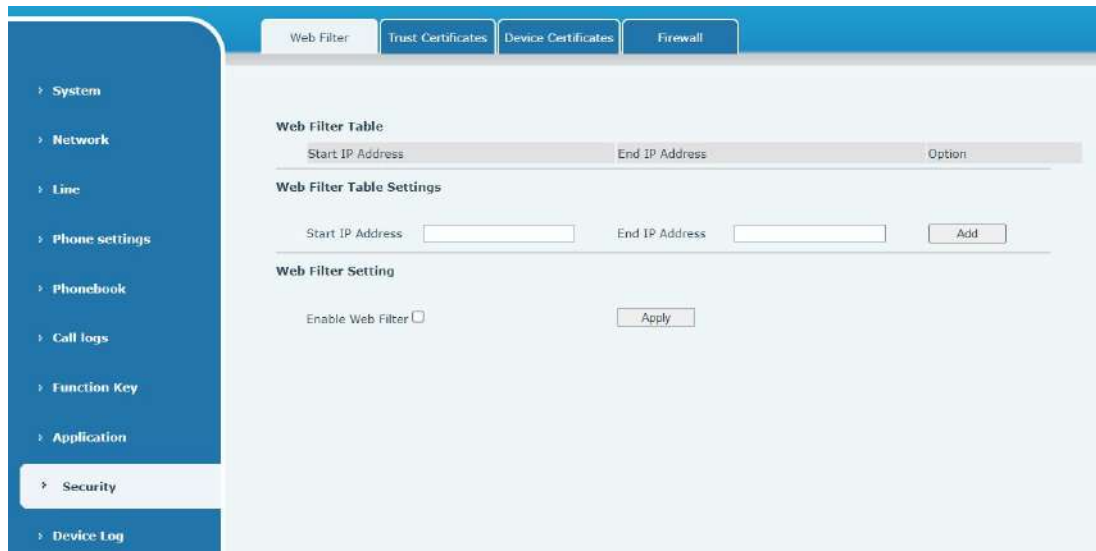 Web Filter Trust Certificates Device Certificates Firewall
System
Network
Line
Phone settings
Phonebook
Call logs
Function Key
Application
Security
Device Log
Web Filter Table
Start IP Address End IP Address Option
Web Filter Table Settings
Start IP Address End IP Address Add
Web Filter Setting
Enable Web Filter Apply